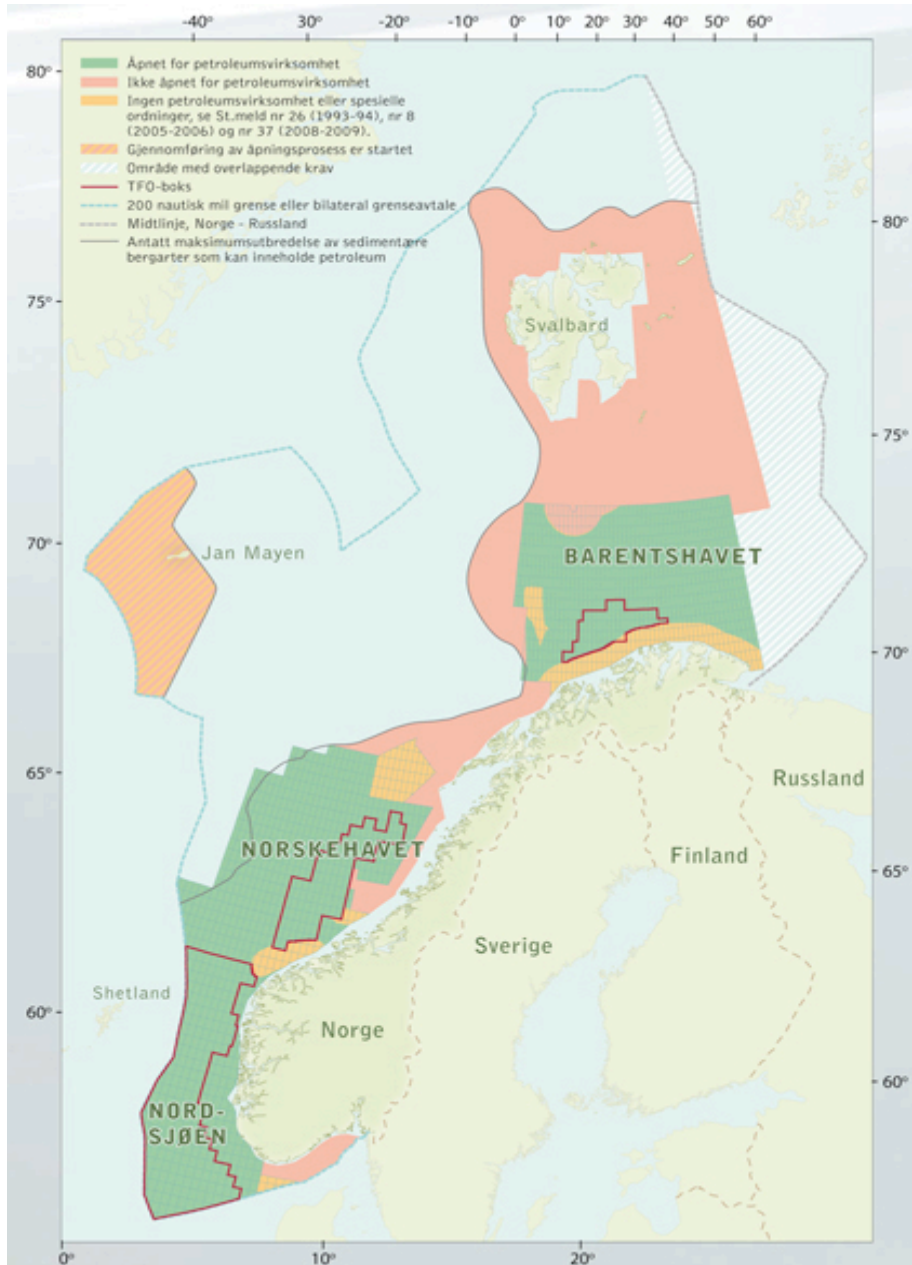 -40° -30° -20° -10° 0° 10° 20° 30° 40° 50° 60°
80°
Åpnet for petroleumsvirksomhet
Ikke åpnet for petroleumsvirksomhet
Ingen petroleumsvirksomhet eller spesielle
ordninger, se St.meld nr 26 (1993-94), nr 8
(2005-2006) og nr 37 (2008-2009).
Gjennomføring av åpningsprosess er startet
Område med overlappende krav
TFO-boks
200 nautisk mil grense eller bilateral grenseavtale
Midtlinje, Norge - Russland
Antatt maksimumsutbredelse av sedimentære
bergarter som kan inneholde petroleum
80°
75°
Svalbard
75°
70°
Jan Mayen
BARENTSHAVET
70°
65°
Russland
NORSKEHAVET
Finland
65°
Sverige
Shetland
60°
Norge
60°
NORD-
SJØEN
0° 10° 20°